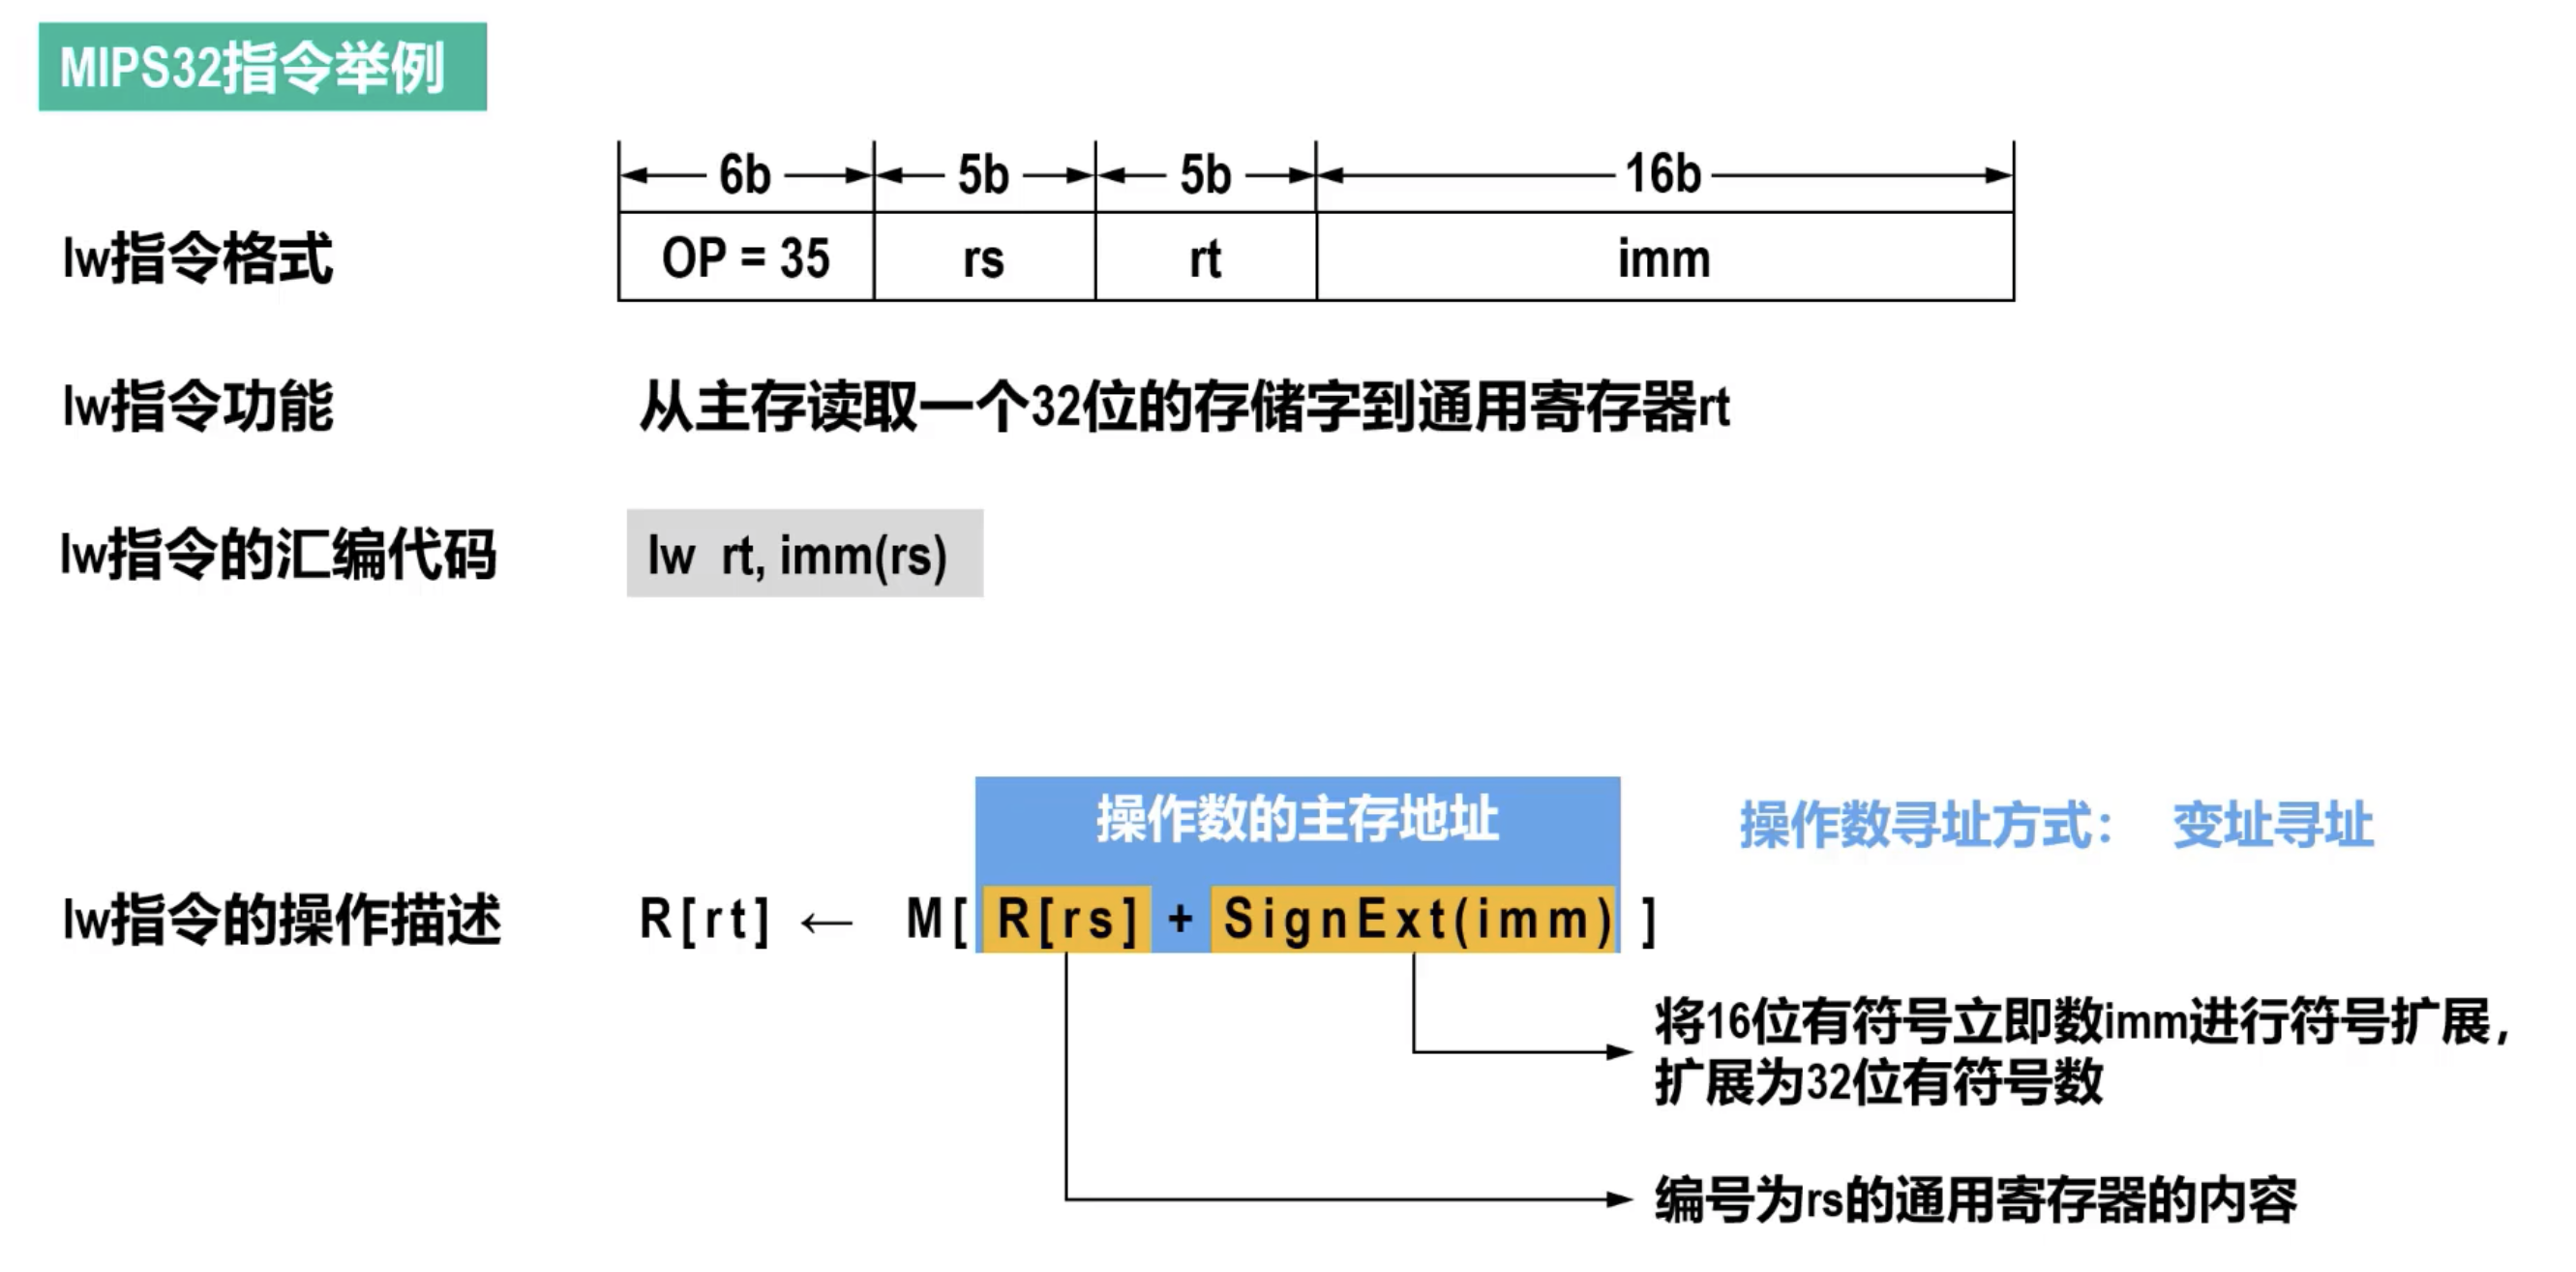 MIPS32指令举例
6b 5b 5b 16b
lw指令格式 OP = 35 rs rt imm
lw指令功能 从主存读取一个32位的存储字到通用寄存器rt
lw指令的汇编代码 lw rt, imm(rs)
操作数的主存地址 操作数寻址方式： 变址寻址
lw指令的操作描述 R[rt] ← M[ R[rs] + SignExt(imm) ]
将16位有符号立即数imm进行符号扩展，
扩展为32位有符号数
编号为rs的通用寄存器的内容